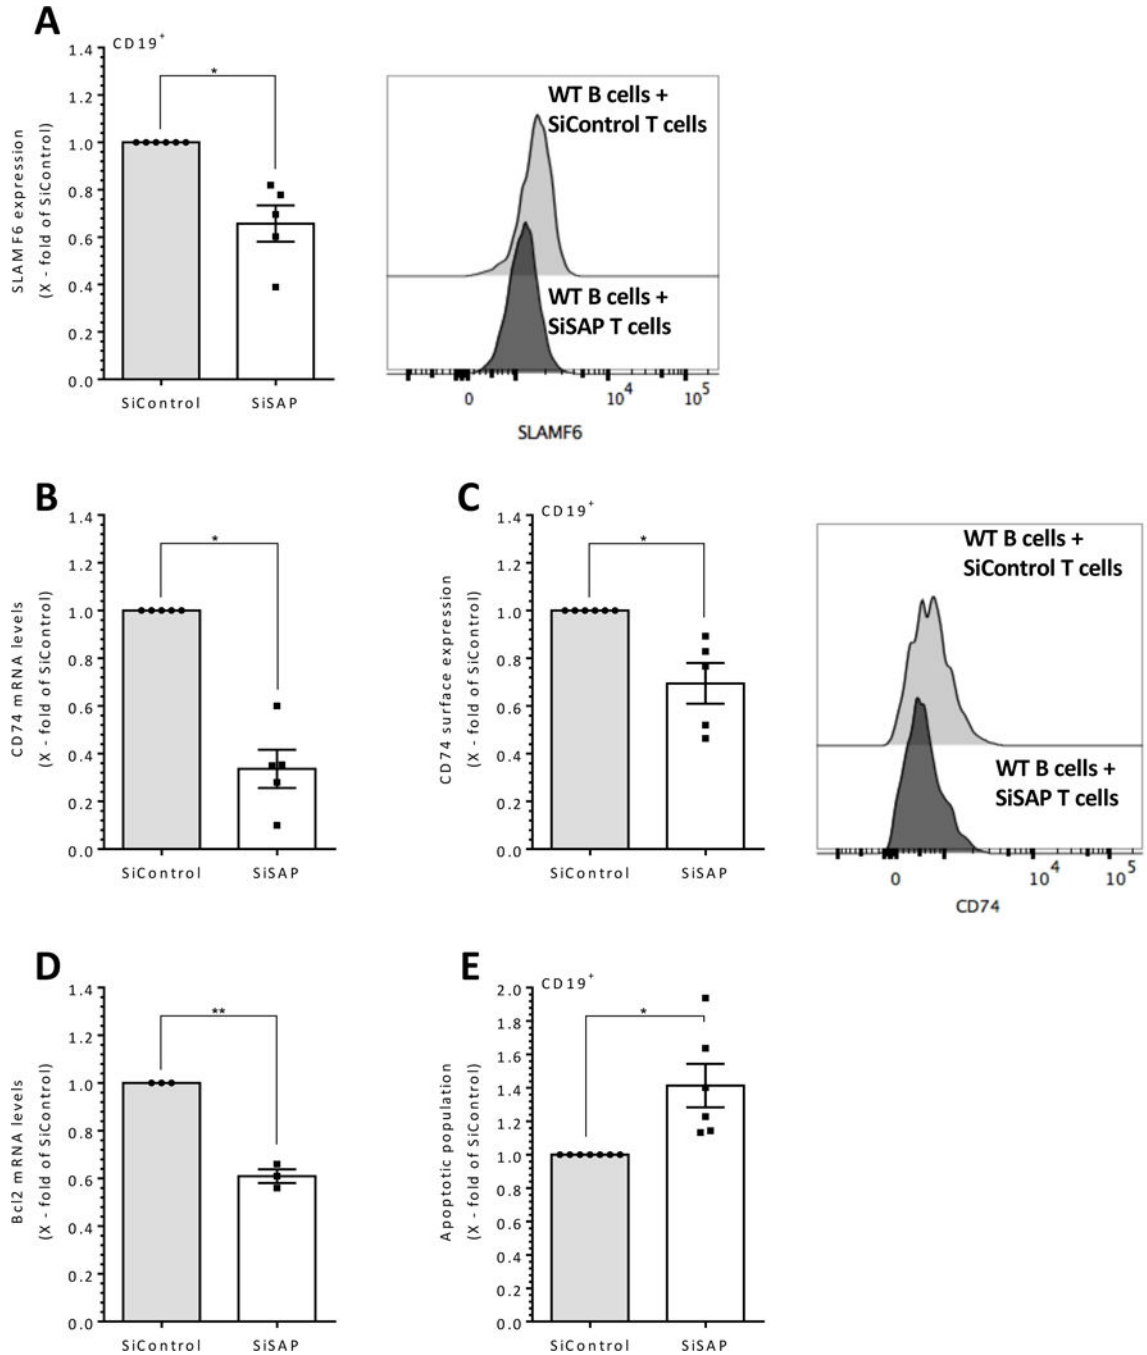 A
CD19+
*
SLAMF6 expression
(X - fold of SiControl)
1.4
1.2
1.0
0.8
0.6
0.4
0.2
0.0
SiControl
SiSAP
WT B cells +
SiControl T cells
WT B cells +
SiSAP T cells
0
10^4
10^5
SLAMF6
B
*
CD74 mRNA levels
(X - fold of SiControl)
1.4
1.2
1.0
0.8
0.6
0.4
0.2
0.0
SiControl
SiSAP
C
CD19+
*
CD74 surface expression
(X - fold of SiControl)
1.4
1.2
1.0
0.8
0.6
0.4
0.2
0.0
SiControl
SiSAP
WT B cells +
SiControl T cells
WT B cells +
SiSAP T cells
0
10^4
10^5
CD74
D
**
Bcl2 mRNA levels
(X - fold of SiControl)
1.4
1.2
1.0
0.8
0.6
0.4
0.2
0.0
SiControl
SiSAP
E
CD19+
*
Apoptotic population
(X - fold of SiControl)
2.0
1.8
1.6
1.4
1.2
1.0
0.8
0.6
0.4
0.2
0.0
SiControl
SiSAP